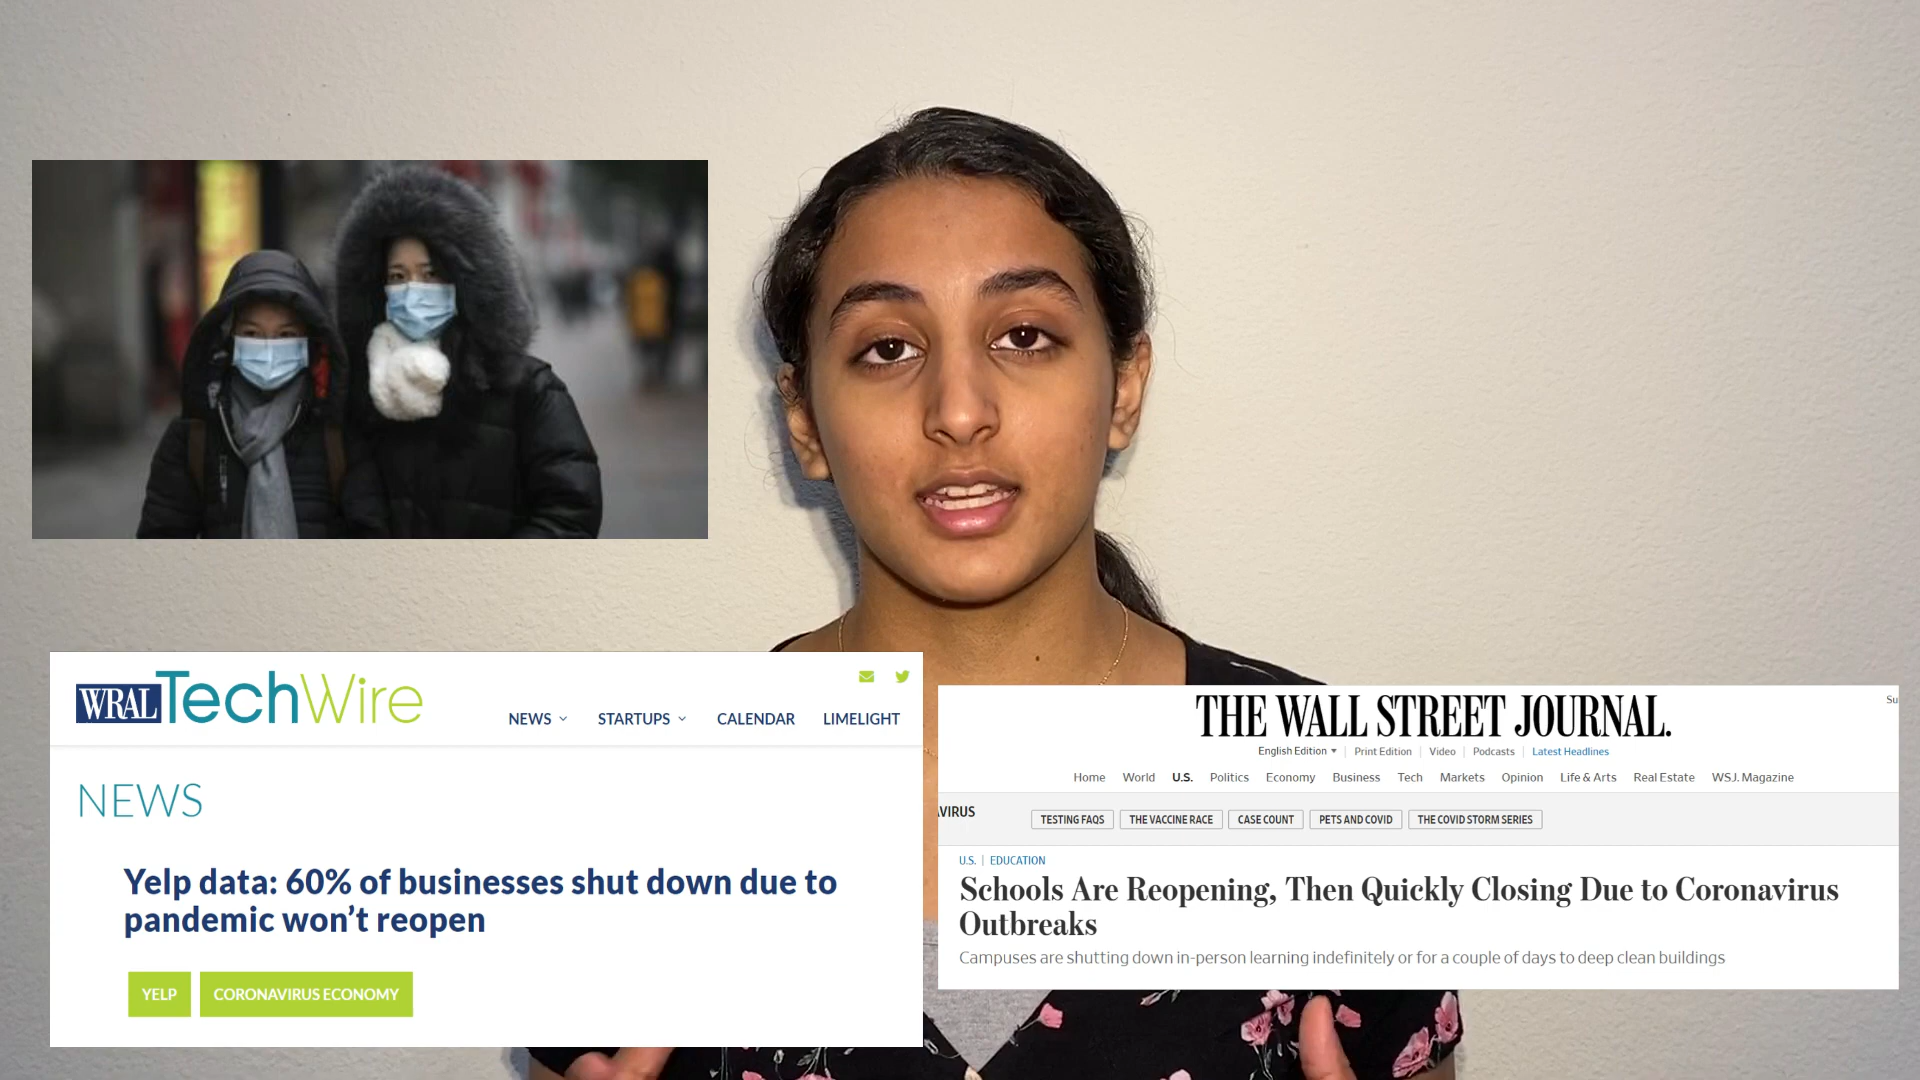 WRAL TechWire
NEWS
STARTUPS
CALENDAR
LIMELIGHT
NEWS
Yelp data: 60% of businesses shut down due to
pandemic won't reopen
YELP
CORONAVIRUS ECONOMY
THE WALL STREET JOURNAL.
Su
English Edition
Print Edition
Video
Podcasts
Latest Headlines
Home
World
U.S.
Politics
Economy
Business
Tech
Markets
Opinion
Life & Arts
Real Estate
WSJ. Magazine
AVIRUS
TESTING FAQS
THE VACCINE RACE
CASE COUNT
PETS AND COVID
THE COVID STORM SERIES
U.S.
EDUCATION
Schools Are Reopening, Then Quickly Closing Due to Coronavirus
Outbreaks
Campuses are shutting down in-person learning indefinitely or for a couple of days to deep clean buildings